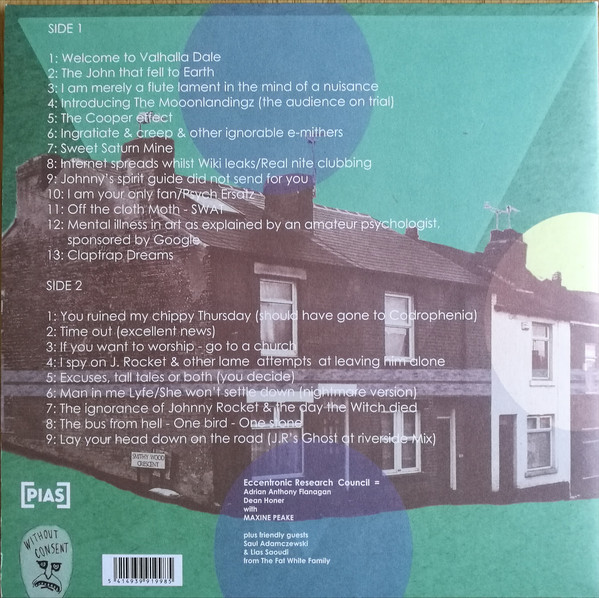 SIDE 1
1: Welcome to Valhalla Dale
2: The John that fell to Earth
3: I am merely a flute lament in the mind of a nuisance
4: Introducing The Mooonlandingz (the audience on trial)
5: The Cooper effect
6: Ingratiate & creep & other ignorable e-mithers
7: Sweet Saturn Mine
8: Internet spreads whilst Wiki leaks/Real nite clubbing
9: Johnny's spirit guide did not send for you
10: I am your only fan/Psych Ersatz
11: Off the cloth Moth - SWAT
12: Mental illness in art as explained by an amateur psychologist,
sponsored by Google
13: Claptrap Dreams
SIDE 2
1: You ruined my chippy Thursday (should have gone to Codrophenia)
2: Time out (excellent news)
3: If you want to worship - go to a church
4: I spy on J. Rocket & other lame attempts at leaving him alone
5: Excuses, tall tales or both (you decide)
6: Man in me Lyfe/She won't settle down (nightmare version)
7: The ignorance of Johnny Rocket & the day the Witch died
8: The bus from hell - One bird - One stone
9: Lay your head down on the road (J.R's Ghost at riverside Mix)
SMITHY WOOD
CRESCENT
[PIAS]
WITHOUT
CONSENT
5 414939 919985
Eccentronic Research Council =
Adrian Anthony Flanagan
Dean Honer
with
MAXINE PEAKE
plus friendly guests
Saul Adamczewski
& Lias Saoudi
from The Fat White Family